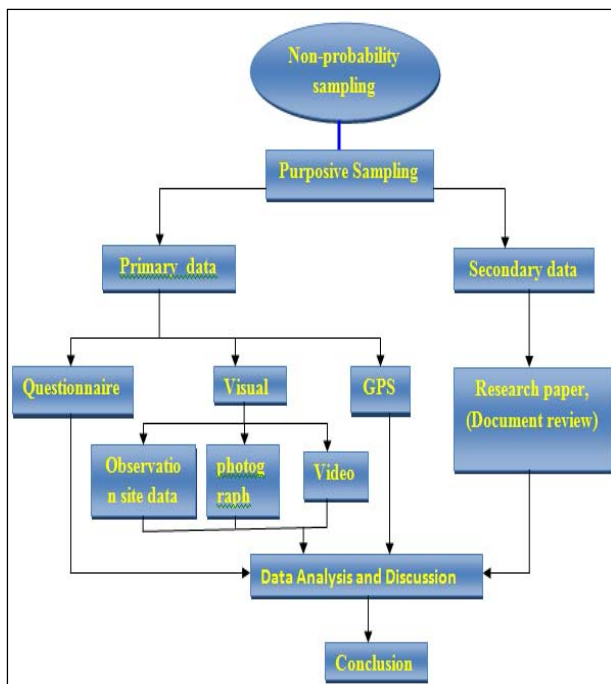 Non-probability
sampling
Purposive Sampling
Primary data
Secondary data
Questionnaire
Visual
GPS
Research paper,
(Document review)
Observatio
n site data
photog
raph
Video
Data Analysis and Discussion
Conclusion